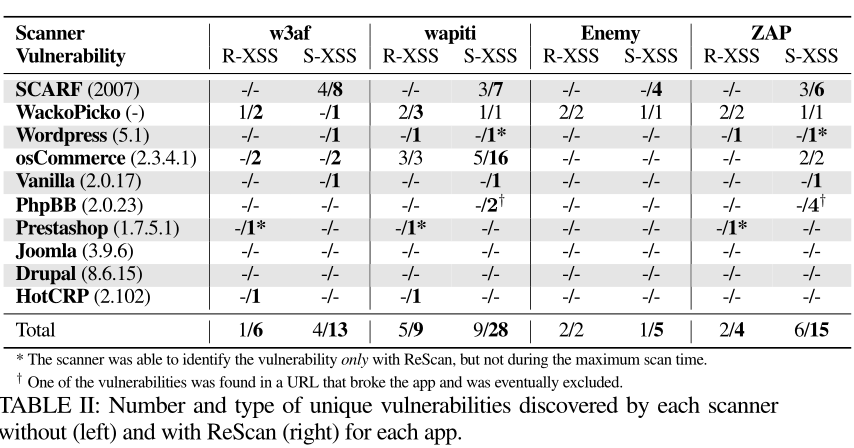 Scanner w3af wapiti Enemy ZAP
Vulnerability R-XSS S-XSS R-XSS S-XSS R-XSS S-XSS R-XSS S-XSS
SCARF (2007) -/- 4/8 -/- 3/7 -/- -/4 -/- 3/6
WackoPicko (-) 1/2 -/1 2/3 1/1 2/2 1/1 2/2 1/1
Wordpress (5.1) -/- -/1 -/1 -/1* -/- -/- -/1 -/1*
osCommerce (2.3.4.1) -/2 -/2 3/3 5/16 -/- -/- -/- 2/2
Vanilla (2.0.17) -/- -/1 -/- -/1 -/- -/- -/- -/1
PhpBB (2.0.23) -/- -/- -/- -/2† -/- -/- -/- -/4†
Prestashop (1.7.5.1) -/1* -/- -/1* -/- -/- -/- -/1* -/-
Joomla (3.9.6) -/- -/- -/- -/- -/- -/- -/- -/-
Drupal (8.6.15) -/- -/- -/- -/- -/- -/- -/- -/-
HotCRP (2.102) -/1 -/- -/1 -/- -/- -/- -/- -/-
Total 1/6 4/13 5/9 9/28 2/2 1/5 2/4 6/15
* The scanner was able to identify the vulnerability only with ReScan, but not during the maximum scan time.
† One of the vulnerabilities was found in a URL that broke the app and was eventually excluded.
TABLE II: Number and type of unique vulnerabilities discovered by each scanner
without (left) and with ReScan (right) for each app.